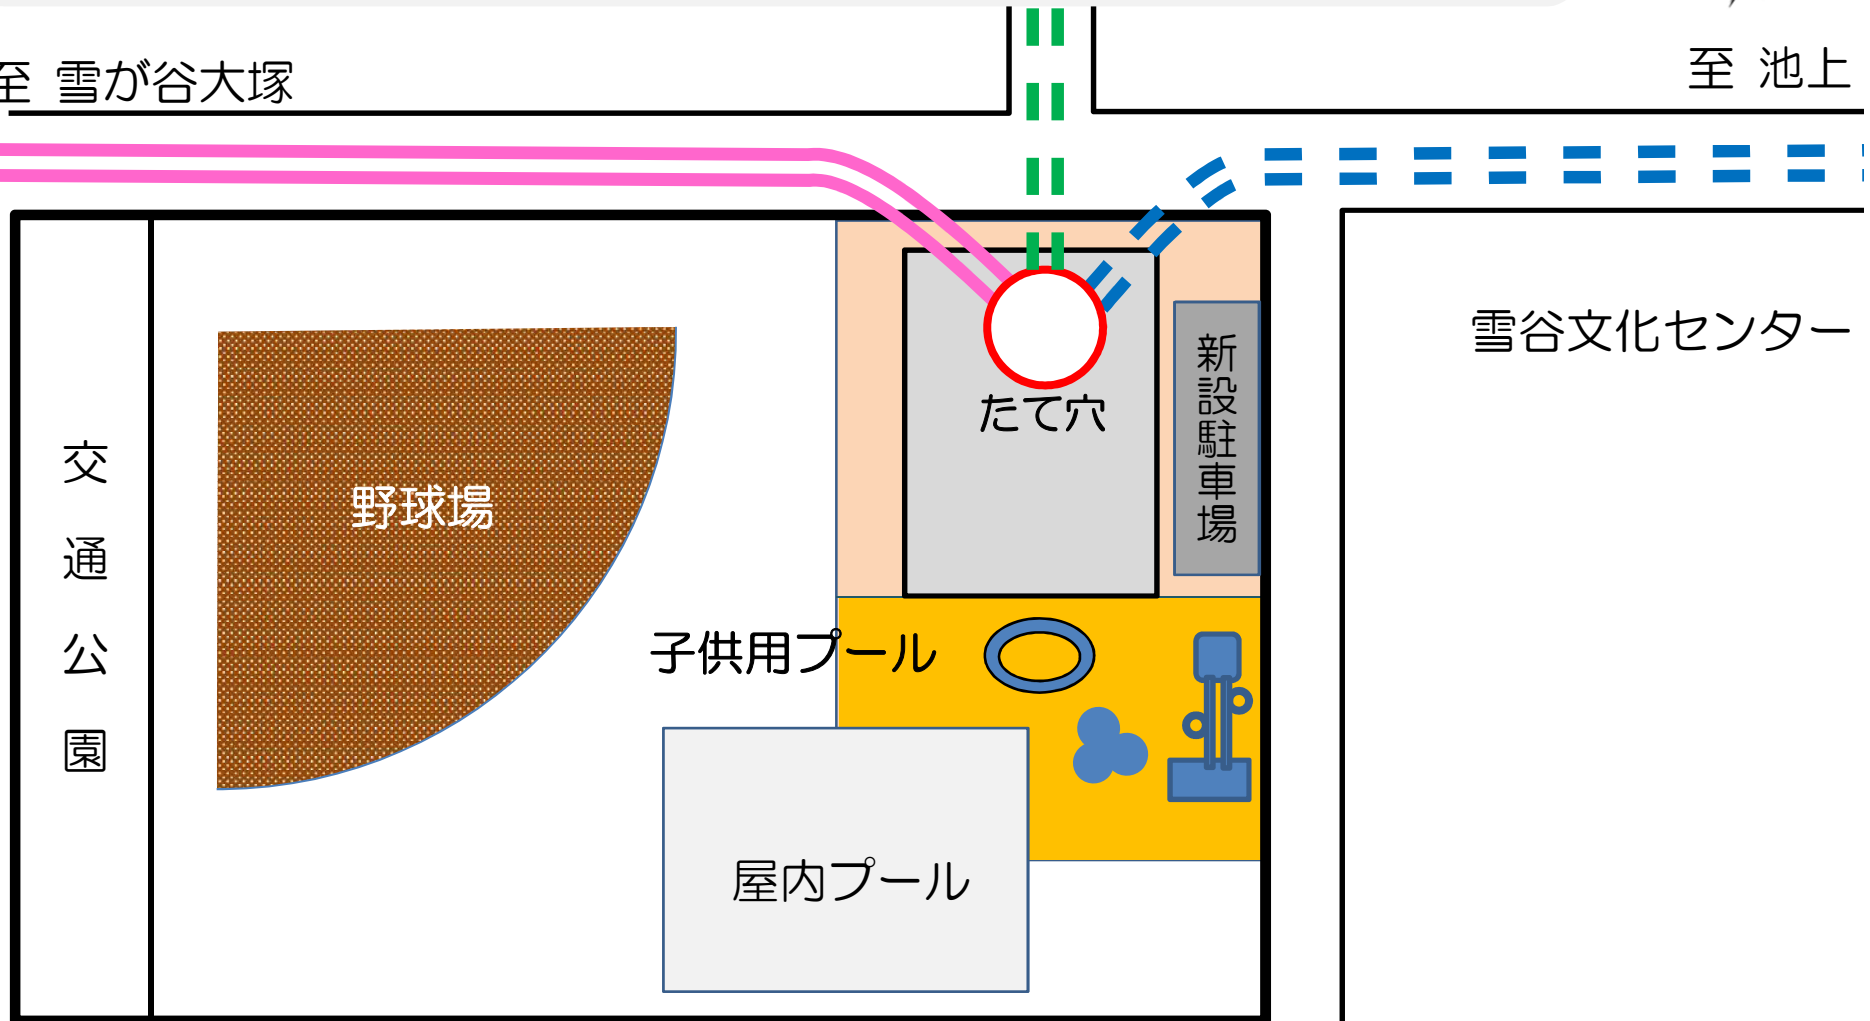 至 雪が谷大塚
至 池上
雪谷文化センター
新設駐車場
たて穴
野球場
交通公園
子供用プール
屋内プール